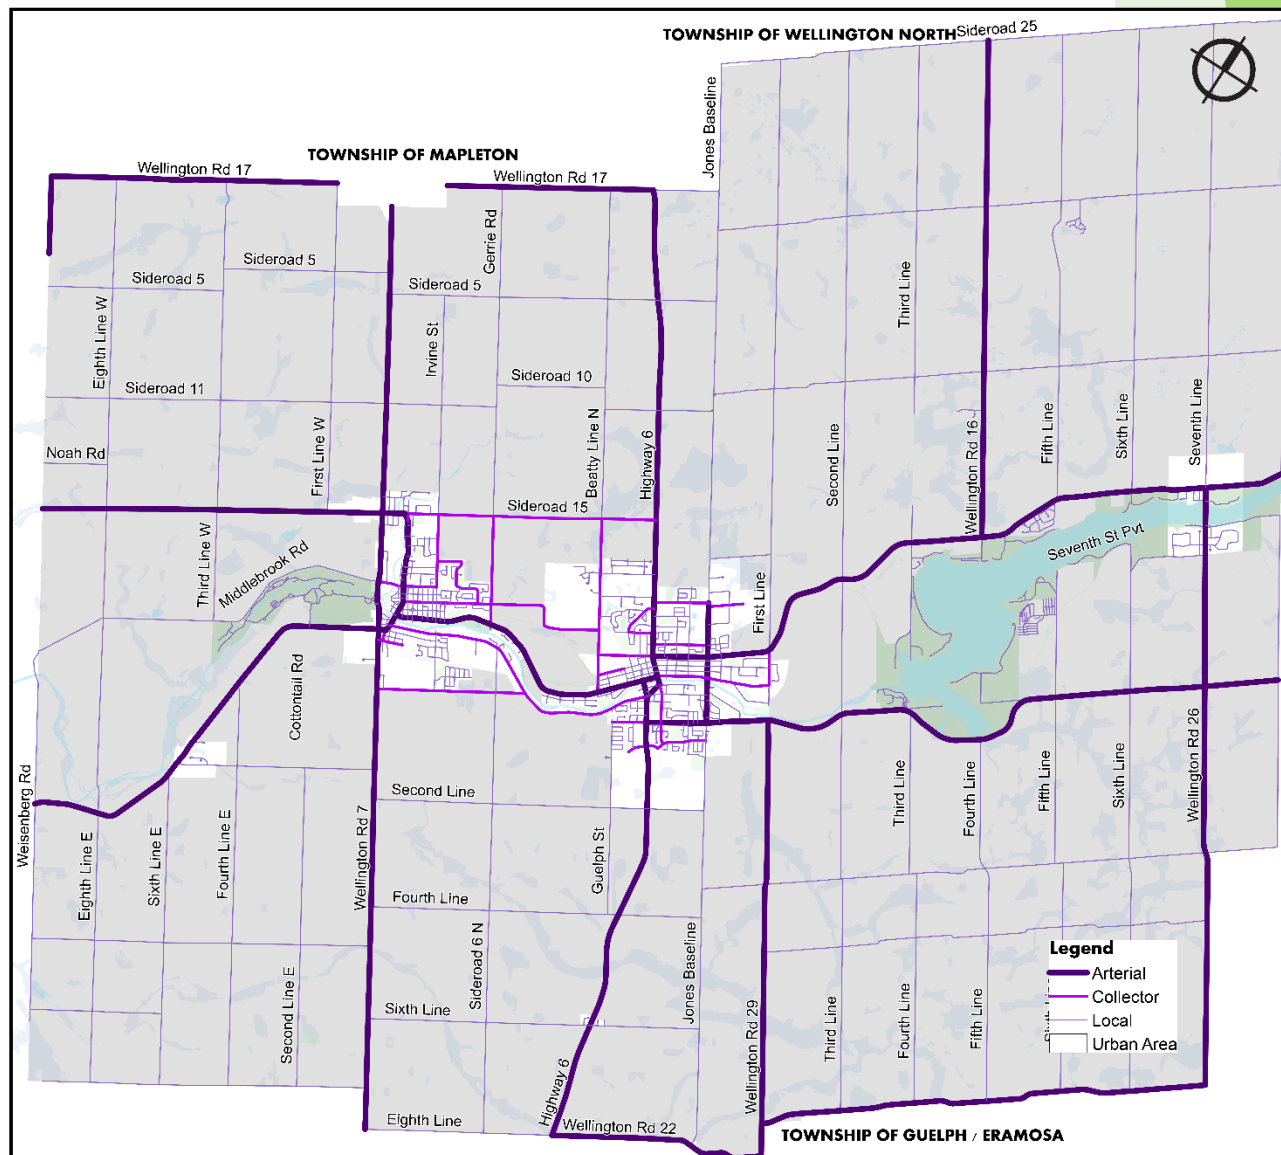 TOWNSHIP OF WELLINGTON NORTH
Sideroad 25
Jones Baseline
TOWNSHIP OF MAPLETON
Wellington Rd 17
Wellington Rd 17
Gerrie Rd
Sideroad 5
Sideroad 5
Sideroad 5
Third Line
Eighth Line W
Irvine St
Sideroad 10
Sideroad 11
Beatty Line N
Highway 6
First Line W
Second Line
Wellington Rd 16
Fifth Line
Sixth Line
Seventh Line
Noah Rd
Sideroad 15
Seventh St Pvt
Third Line W
Middlebrook Rd
First Line
Cottontail Rd
Weisenberg Rd
Second Line
Third Line
Fourth Line
Fifth Line
Sixth Line
Wellington Rd 26
Eighth Line E
Sixth Line E
Fourth Line E
Wellington Rd 7
Guelph St
Fourth Line
Sideroad 6 N
Jones Baseline
Second Line E
Sixth Line
Wellington Rd 29
Third Line
Fourth Line
Fifth Line
Legend
Arterial
Collector
Local
Urban Area
Highway 6
Eighth Line
Wellington Rd 22
TOWNSHIP OF GUELPH / ERAMOSA